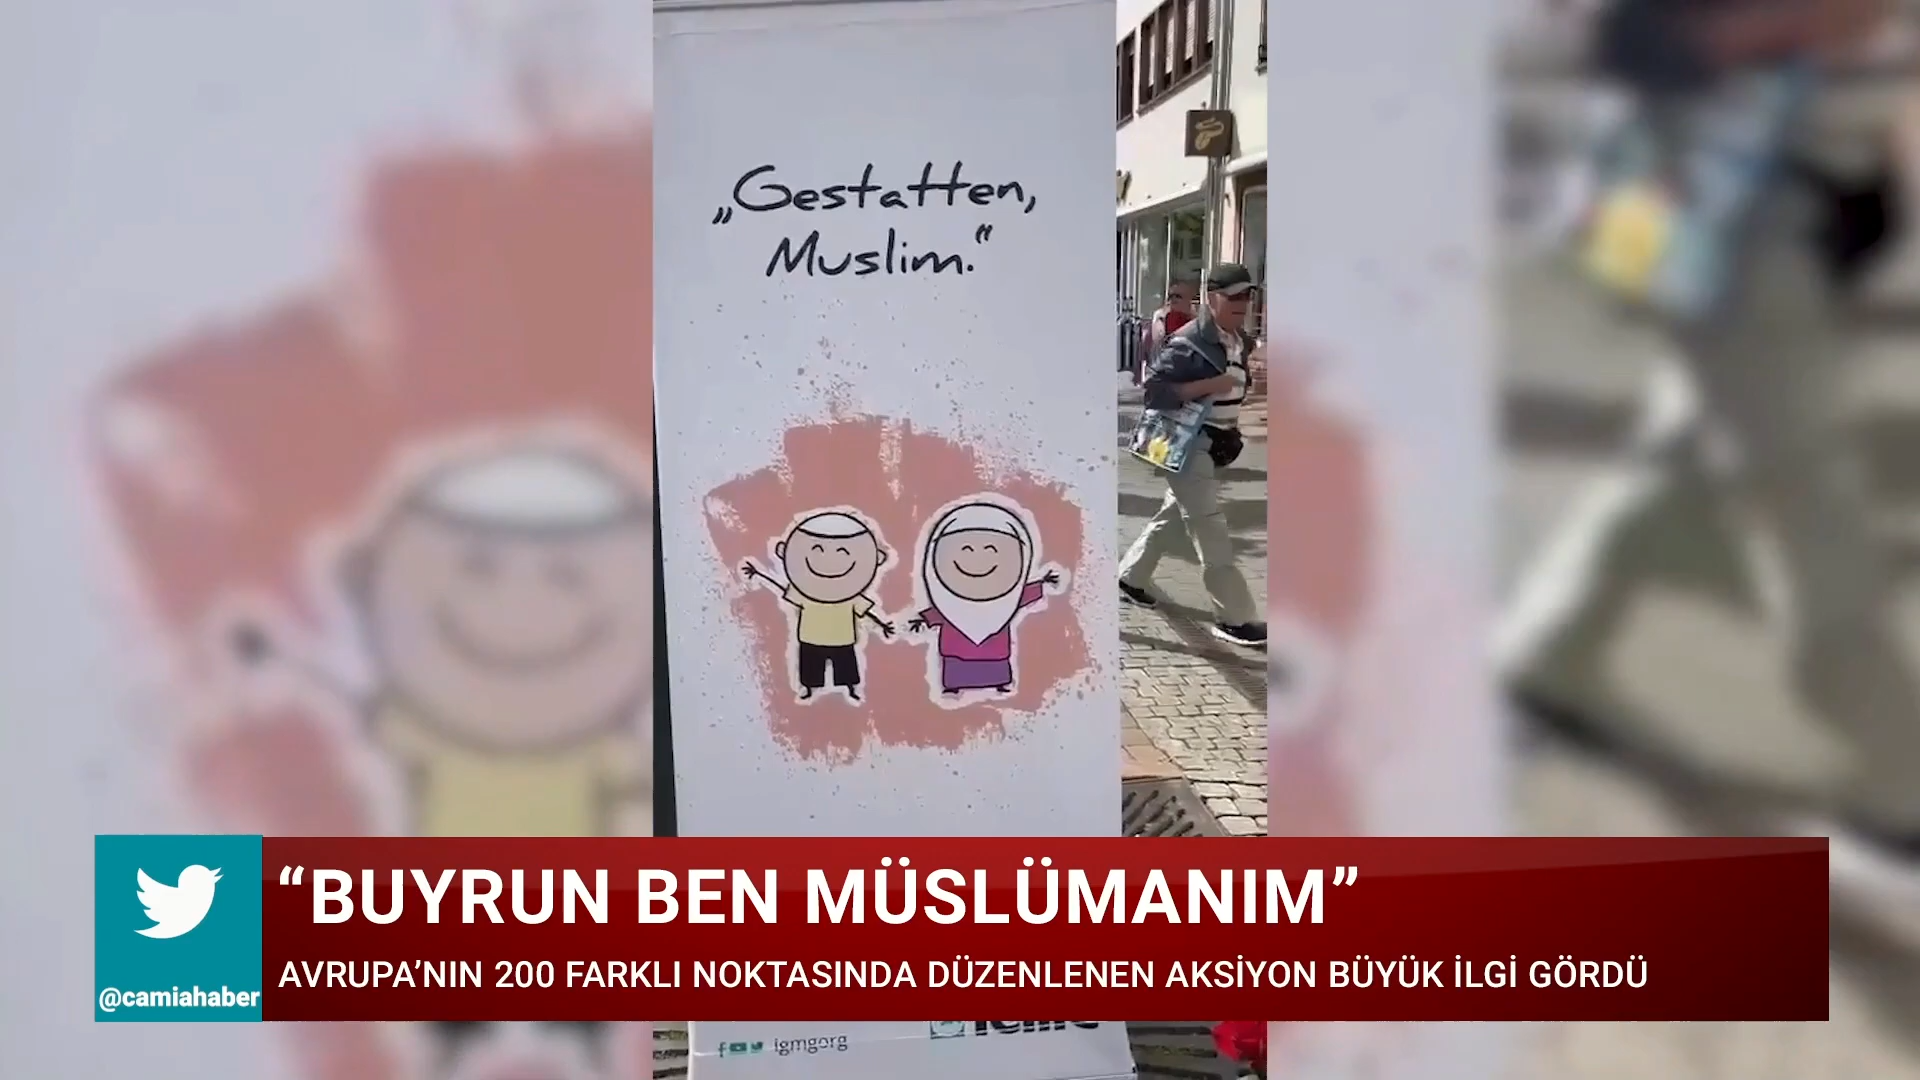 „Gestatten,
Muslim.“
“BUYRUN BEN MÜSLÜMANIM”
AVRUPA’NIN 200 FARKLI NOKTASINDA DÜZENLENEN AKSİYON BÜYÜK İLGİ GÖRDÜ
@camiahaber
igmgorg